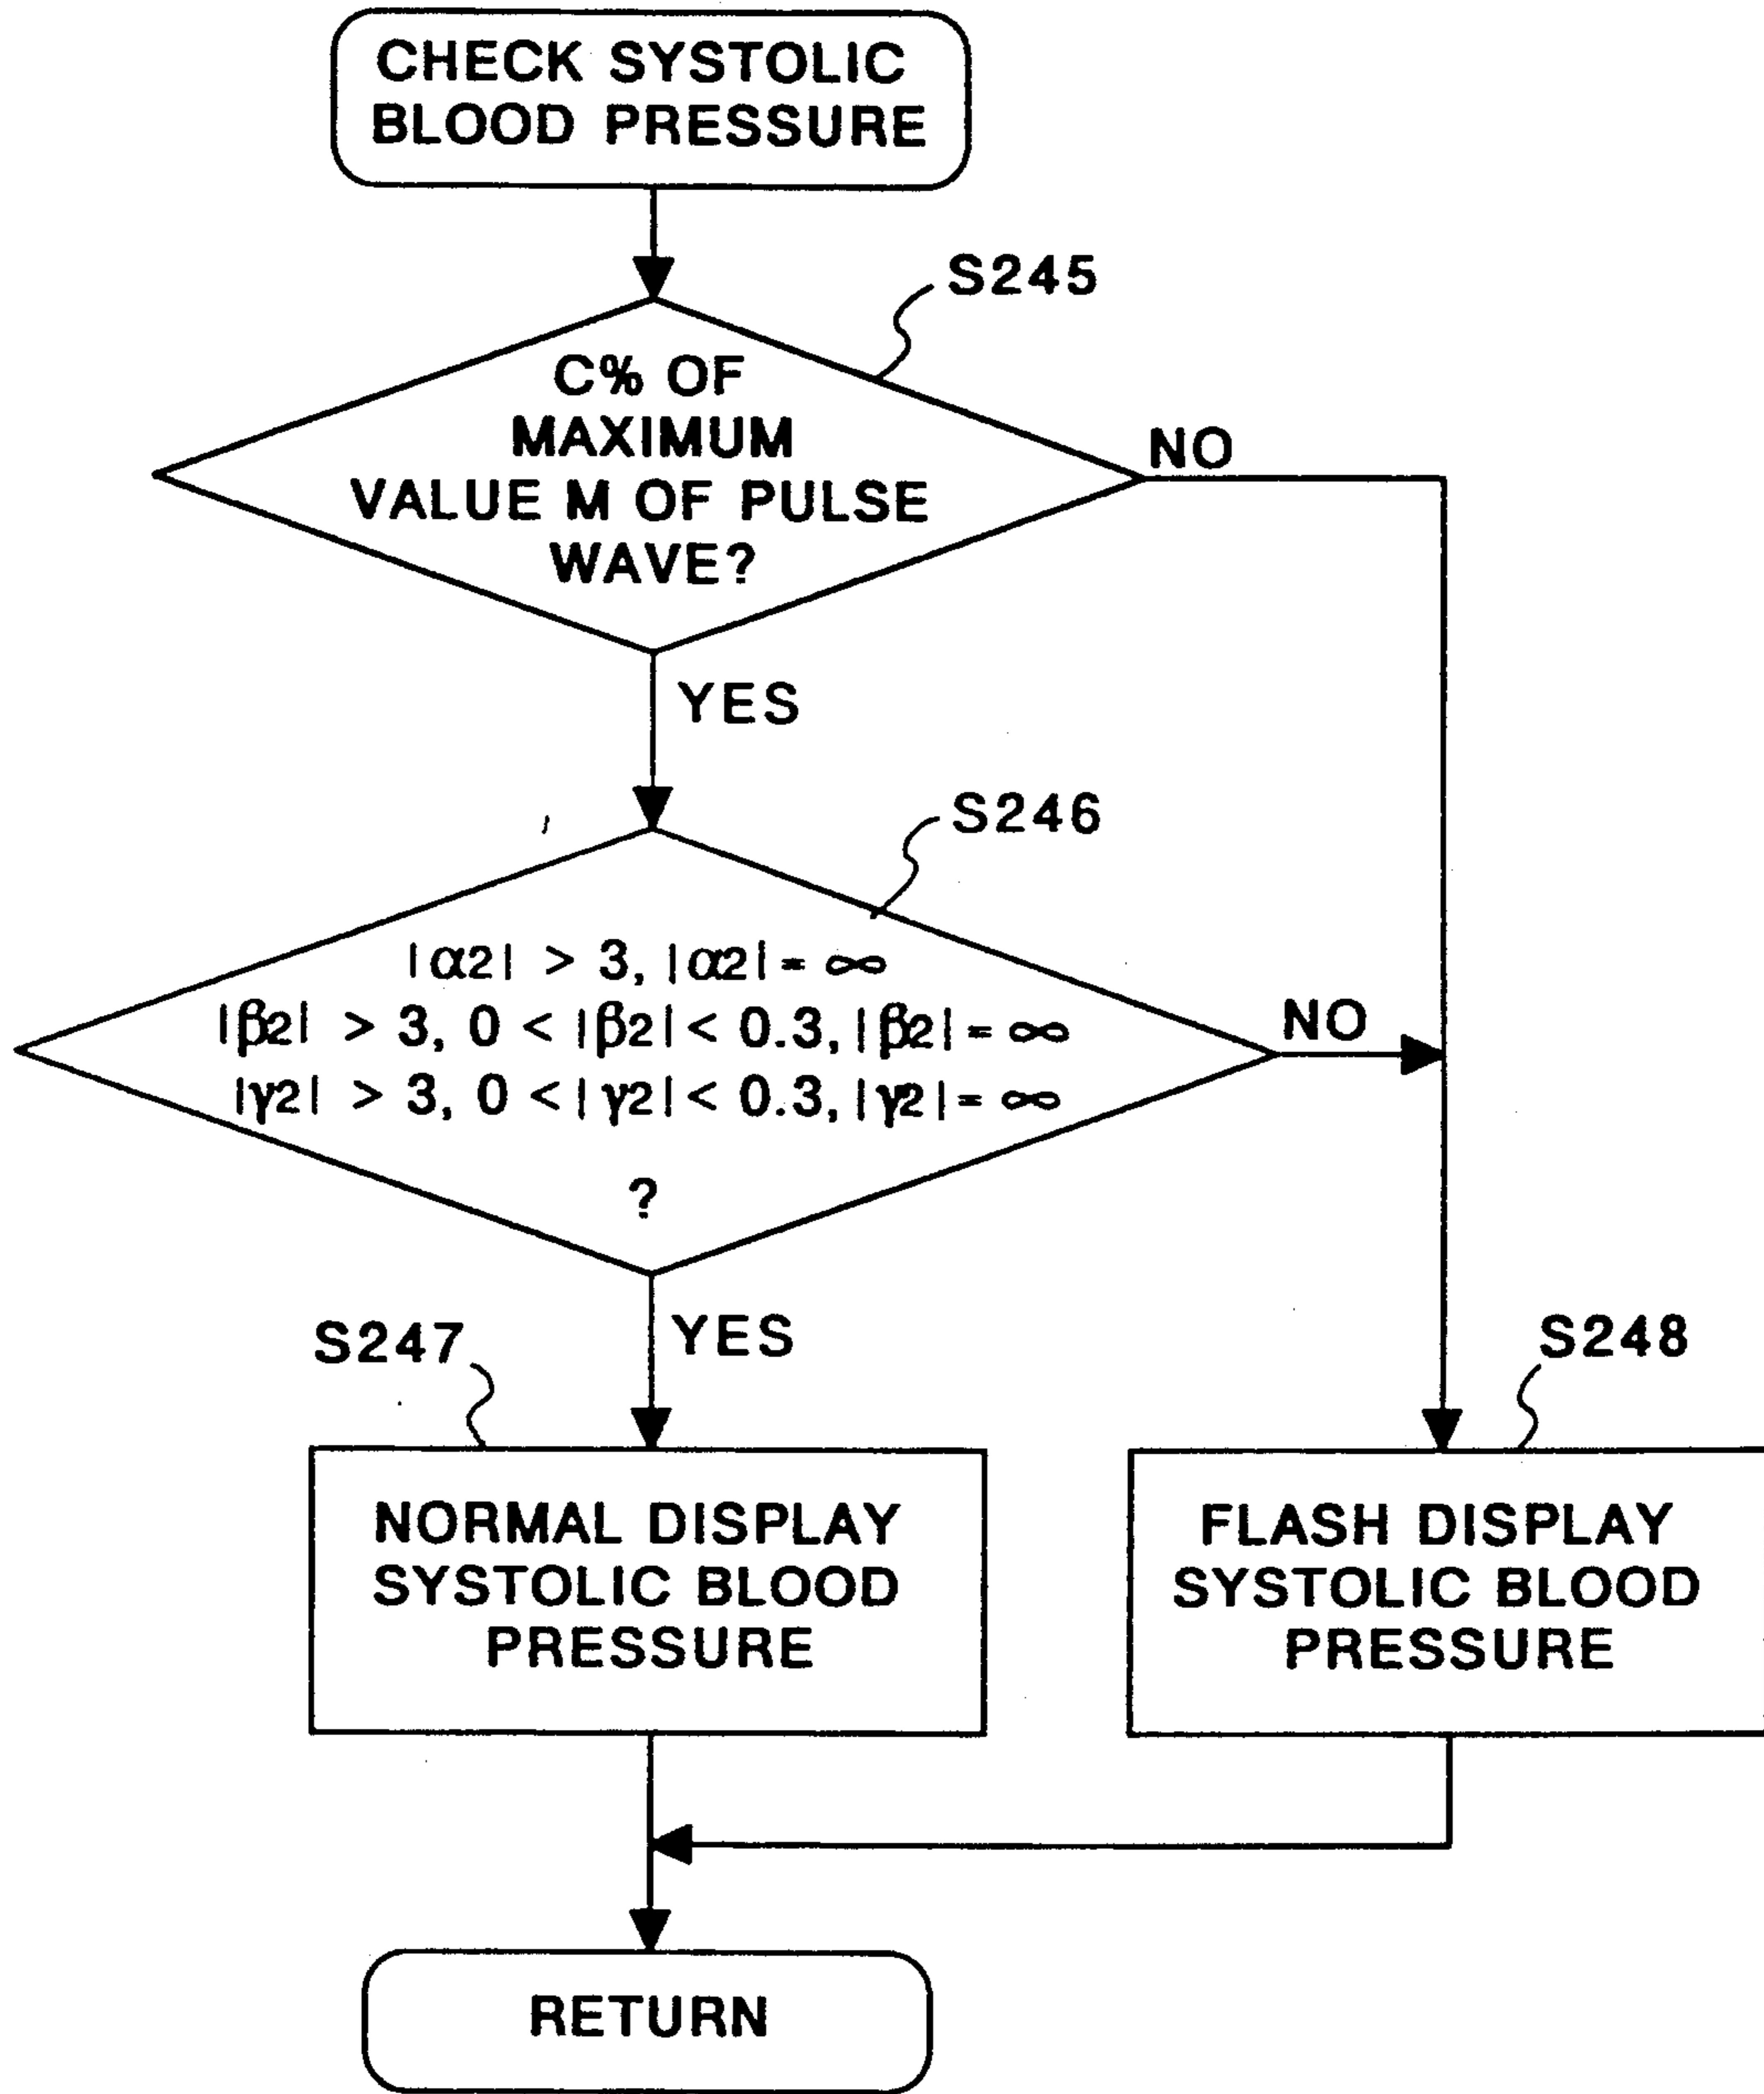 CHECK SYSTOLIC
BLOOD PRESSURE
S245
C% OF
MAXIMUM
VALUE M OF PULSE
WAVE?
NO
YES
S246
|α2| > 3, |α2| = ∞
|β2| > 3, 0 < |β2| < 0.3, |β2| = ∞
|γ2| > 3, 0 < |γ2| < 0.3, |γ2| = ∞
?
NO
YES
S247
S248
NORMAL DISPLAY
SYSTOLIC BLOOD
PRESSURE
FLASH DISPLAY
SYSTOLIC BLOOD
PRESSURE
RETURN